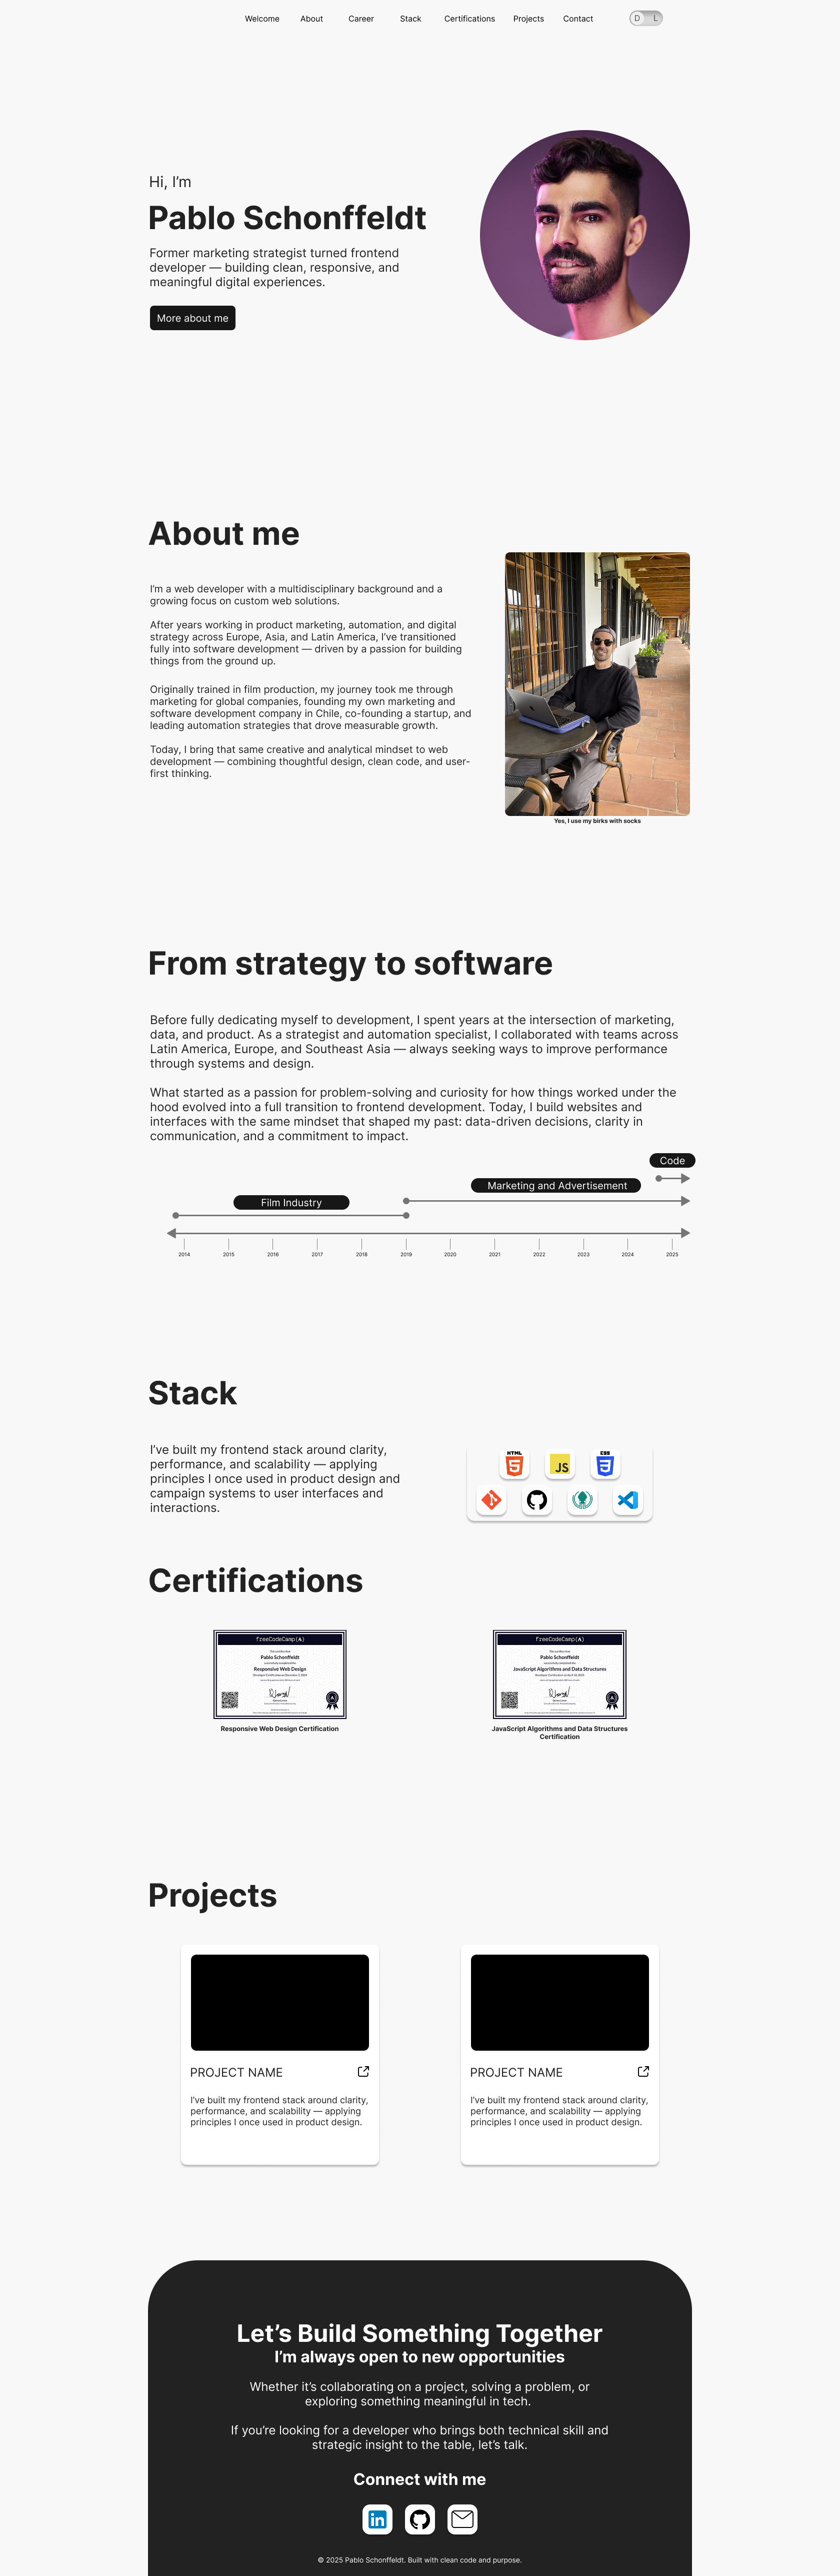 Welcome About Career Stack Certifications Projects Contact D L
Hi, I’m
Pablo Schonffeldt
Former marketing strategist turned frontend
developer — building clean, responsive, and
meaningful digital experiences.
More about me
About me
I’m a web developer with a multidisciplinary background and a
growing focus on custom web solutions.
After years working in product marketing, automation, and digital
strategy across Europe, Asia, and Latin America, I’ve transitioned
fully into software development — driven by a passion for building
things from the ground up.
Originally trained in film production, my journey took me through
marketing for global companies, founding my own marketing and
software development company in Chile, co-founding a startup, and
leading automation strategies that drove measurable growth.
Today, I bring that same creative and analytical mindset to web
development — combining thoughtful design, clean code, and user-
first thinking.
Yes, I use my birks with socks
From strategy to software
Before fully dedicating myself to development, I spent years at the intersection of marketing,
data, and product. As a strategist and automation specialist, I collaborated with teams across
Latin America, Europe, and Southeast Asia — always seeking ways to improve performance
through systems and design.
What started as a passion for problem-solving and curiosity for how things worked under the
hood evolved into a full transition to frontend development. Today, I build websites and
interfaces with the same mindset that shaped my past: data-driven decisions, clarity in
communication, and a commitment to impact.
Code
Marketing and Advertisement
Film Industry
2014 2015 2016 2017 2018 2019 2020 2021 2022 2023 2024 2025
Stack
I’ve built my frontend stack around clarity,
performance, and scalability — applying
principles I once used in product design and
campaign systems to user interfaces and
interactions.
HTML
JS
CSS
Certifications
freeCodeCamp(A)
Pablo Schonffeldt
Responsive Web Design
Responsive Web Design Certification
freeCodeCamp(A)
Pablo Schonffeldt
JavaScript Algorithms and Data Structures
JavaScript Algorithms and Data Structures
Certification
Projects
PROJECT NAME
I’ve built my frontend stack around clarity,
performance, and scalability — applying
principles I once used in product design.
PROJECT NAME
I’ve built my frontend stack around clarity,
performance, and scalability — applying
principles I once used in product design.
Let’s Build Something Together
I’m always open to new opportunities
Whether it’s collaborating on a project, solving a problem, or
exploring something meaningful in tech.
If you’re looking for a developer who brings both technical skill and
strategic insight to the table, let’s talk.
Connect with me
in
© 2025 Pablo Schonffeldt. Built with clean code and purpose.